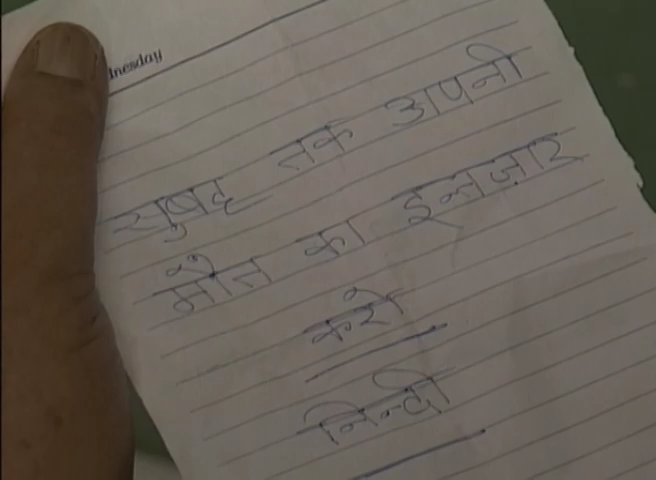 nesday
सुबह तक अपनी
मौत का इन्तज़ार
करो
निन्दी